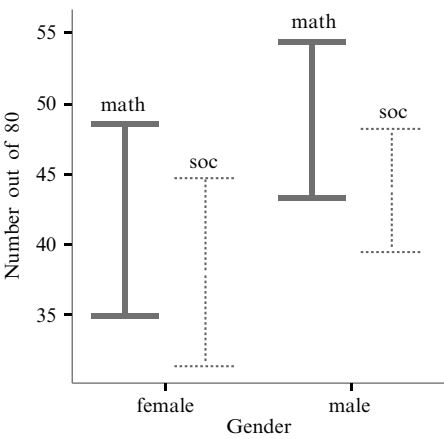 math
55
math
50
soc
soc
45
40
35
Number out of 80
female
male
Gender